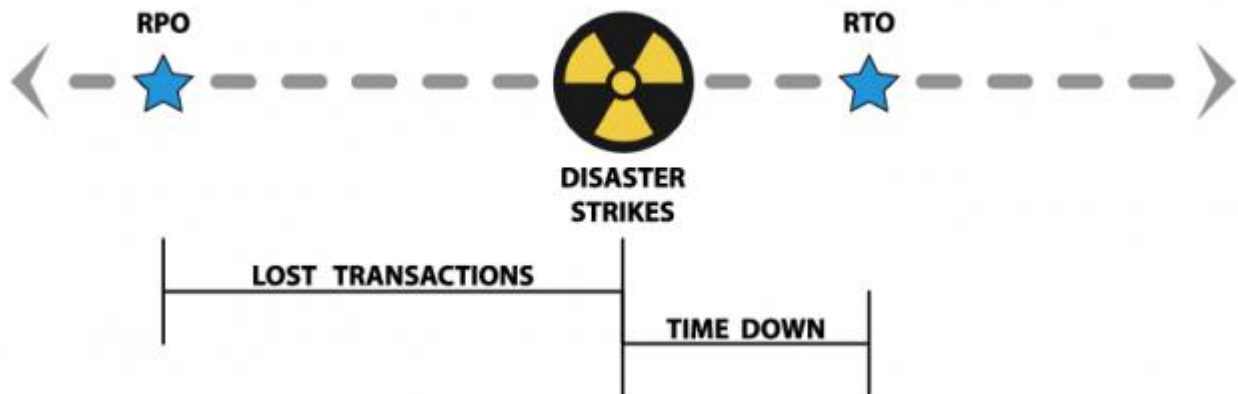 RPO
RTO
DISASTER
STRIKES
LOST TRANSACTIONS
TIME DOWN